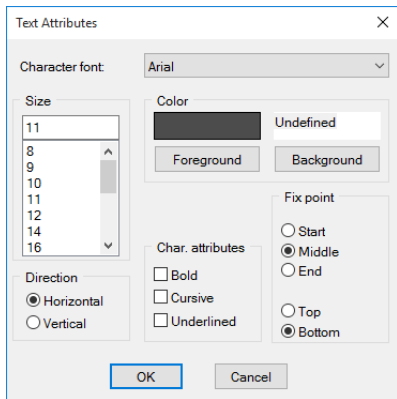 Text Attributes
Character font:
Arial
Size
11
8
9
10
11
12
14
16
Color
Undefined
Foreground
Background
Fix point
Start
Middle
End
Top
Bottom
Char. attributes
Bold
Cursive
Underlined
Direction
Horizontal
Vertical
OK
Cancel